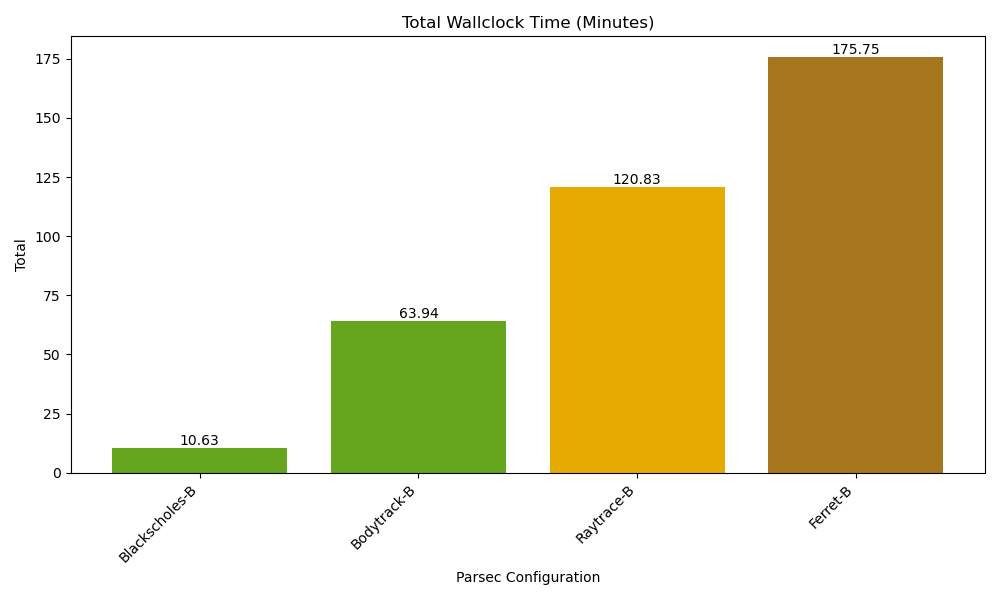 Total Wallclock Time (Minutes)
175.75
120.83
63.94
10.63
175
150
125
100
75
50
25
0
Total
Blackscholes-B
Bodytrack-B
Raytrace-B
Ferret-B
Parsec Configuration